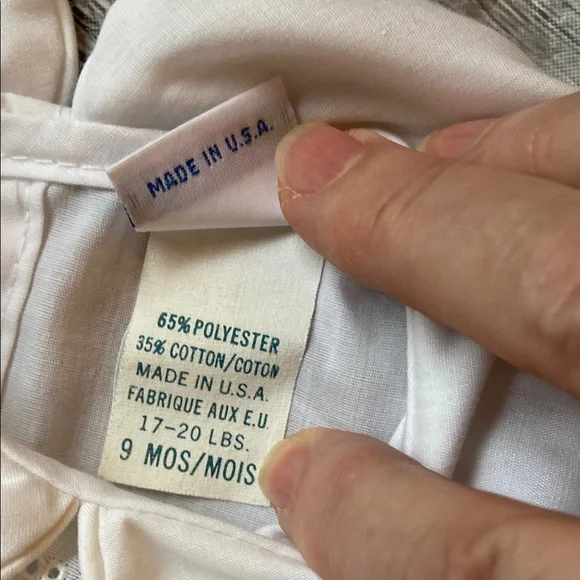 MADE IN U.S.A.
65% POLYESTER
35% COTTON/COTON
MADE IN U.S.A.
FABRIQUE AUX E.U.
17-20 LBS.
9 MOS/MOIS